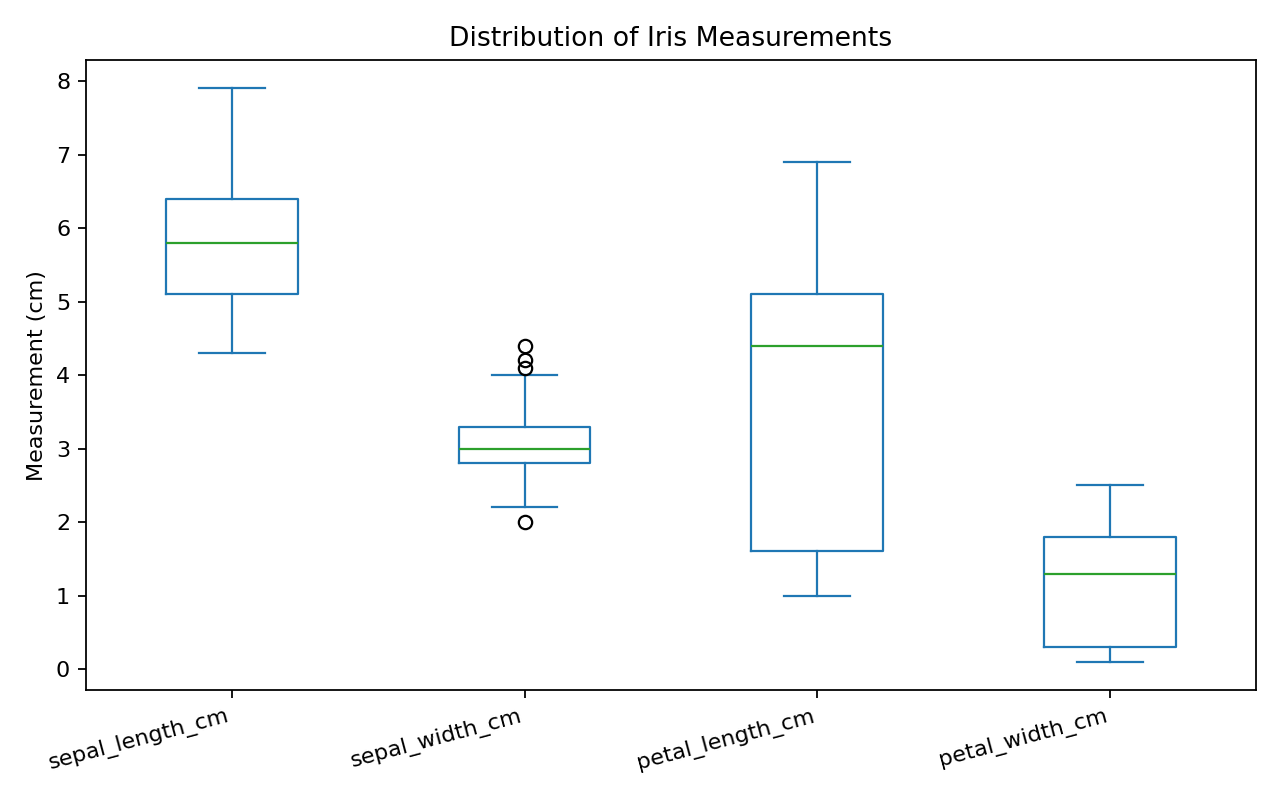 Distribution of Iris Measurements
Measurement (cm)
8
7
6
5
4
3
2
1
0
sepal_length_cm
sepal_width_cm
petal_length_cm
petal_width_cm